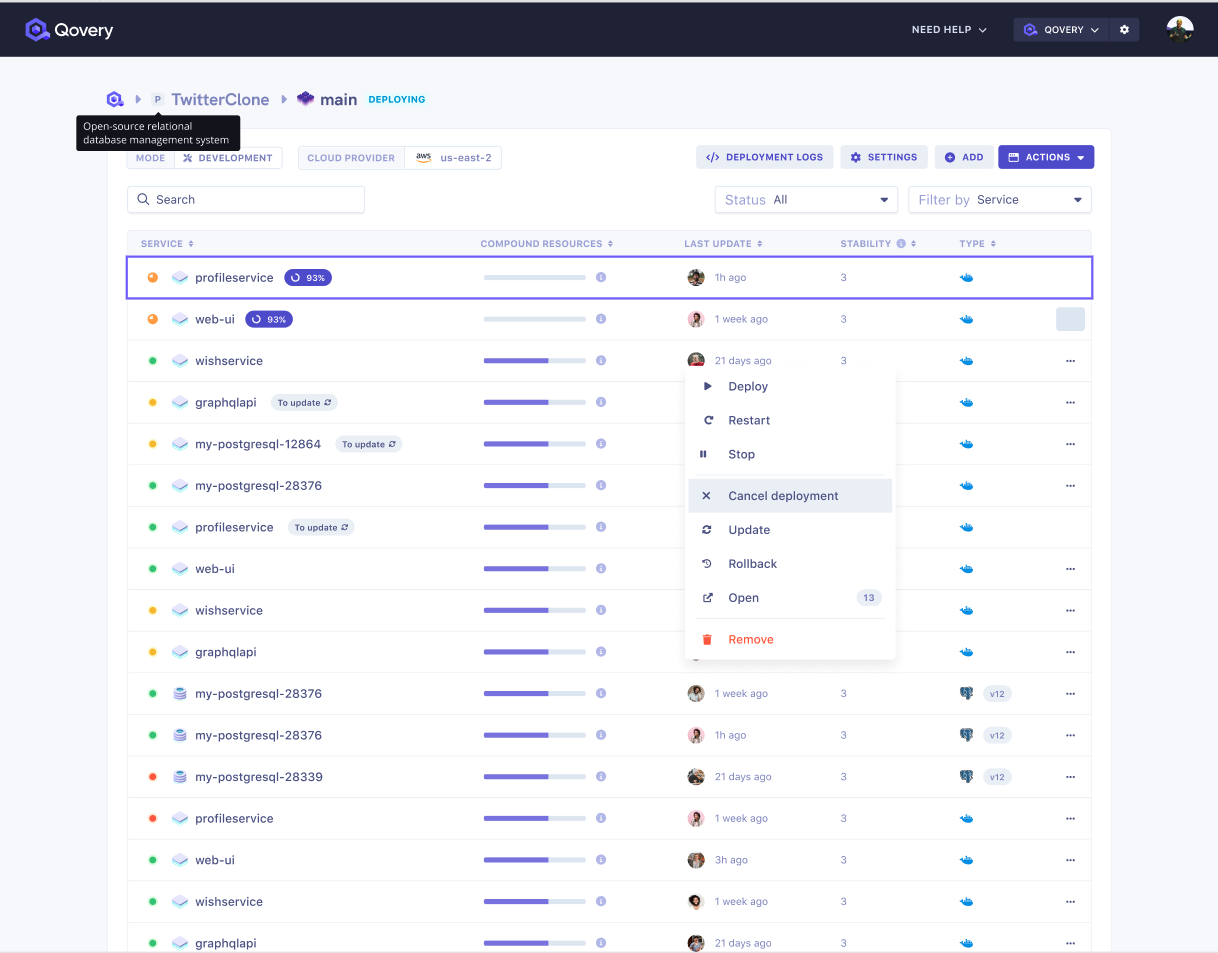 Qovery
NEED HELP
QOVERY
P TwitterClone main DEPLOYING
Open-source relational
database management system
MODE DEVELOPMENT CLOUD PROVIDER aws us-east-2 </> DEPLOYMENT LOGS SETTINGS ADD ACTIONS
Search Status All Filter by Service
SERVICE COMPOUND RESOURCES LAST UPDATE STABILITY TYPE
profileservice 93% 1h ago 3
web-ui 93% 1 week ago 3
wishservice 21 days ago 3
graphqlapi To update
my-postgresql-12864 To update
my-postgresql-28376
profileservice To update
web-ui
wishservice
graphqlapi
Deploy
Restart
Stop
Cancel deployment
Update
Rollback
Open 13
Remove
my-postgresql-28376 1 week ago 3 v12
my-postgresql-28376 1h ago 3 v12
my-postgresql-28339 21 days ago 3 v12
profileservice 1 week ago 3
web-ui 3h ago 3
wishservice 1 week ago 3
graphqlapi 21 days ago 3